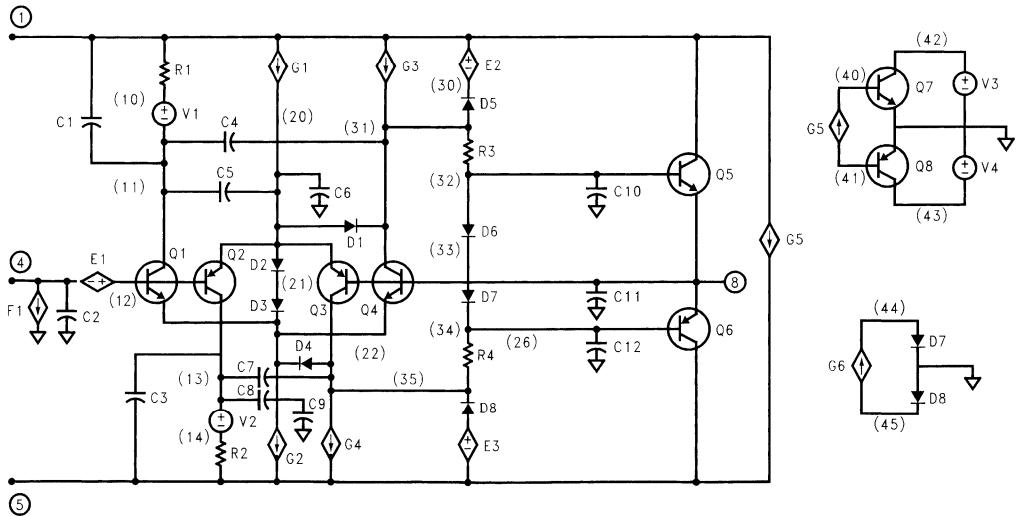 1
(42)
R1
G1
G3
E2
(30)
(40)
Q7
V3
(10)
V1
D5
C1
(20)
C4
(31)
R3
G5
(11)
C5
C6
(32)
C10
Q5
(41)
Q8
V4
(43)
D1
D6
(33)
G5
4
E1
Q1
Q2
D2
(21)
8
(12)
F1
C2
D3
Q3
Q4
D7
C11
(34)
(26)
Q6
(44)
D4
(22)
R4
C12
D7
G6
C3
(13)
C7
C8
C9
(35)
D8
D8
V2
(14)
R2
G2
G4
E3
(45)
5